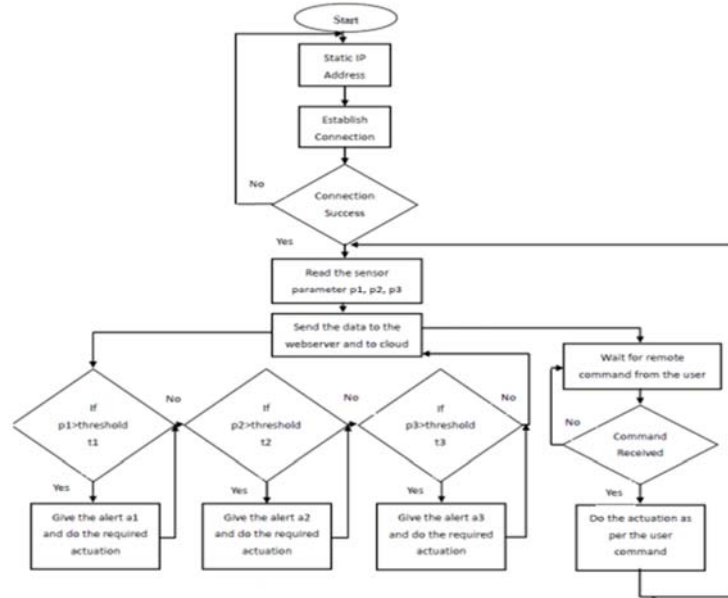 Start
Static IP
Address
Establish
Connection
No
Connection
Success
Yes
Read the sensor
parameter p1, p2, p3
Send the data to the
webserver and to cloud
Wait for remote
command from the user
If
p1>threshold
t1
No
If
p2>threshold
t2
No
If
p3>threshold
t3
No
No
Command
Received
Yes
Yes
Yes
Yes
Give the alert a1
and do the required
actuation
Give the alert a2
and do the required
actuation
Give the alert a3
and do the required
actuation
Do the actuation as
per the user
command